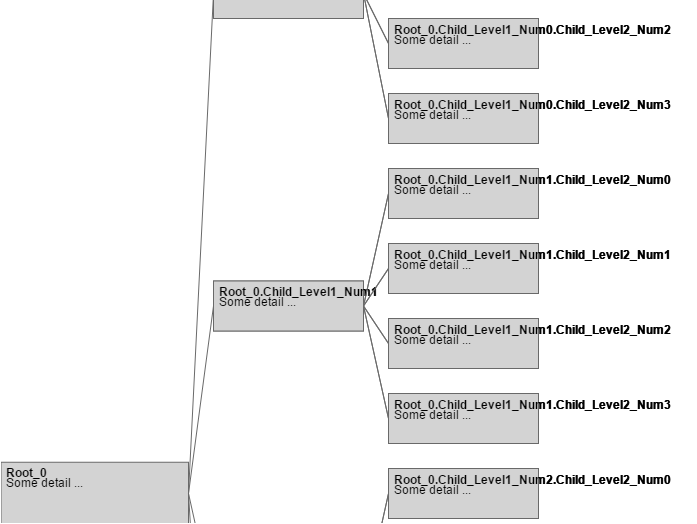 Root_0.Child_Level1_Num0.Child_Level2_Num2
Some detail ...
Root_0.Child_Level1_Num0.Child_Level2_Num3
Some detail ...
Root_0.Child_Level1_Num1.Child_Level2_Num0
Some detail ...
Root_0.Child_Level1_Num1.Child_Level2_Num1
Some detail ...
Root_0.Child_Level1_Num1
Some detail ...
Root_0.Child_Level1_Num1.Child_Level2_Num2
Some detail ...
Root_0.Child_Level1_Num1.Child_Level2_Num3
Some detail ...
Root_0
Some detail ...
Root_0.Child_Level1_Num2.Child_Level2_Num0
Some detail ...